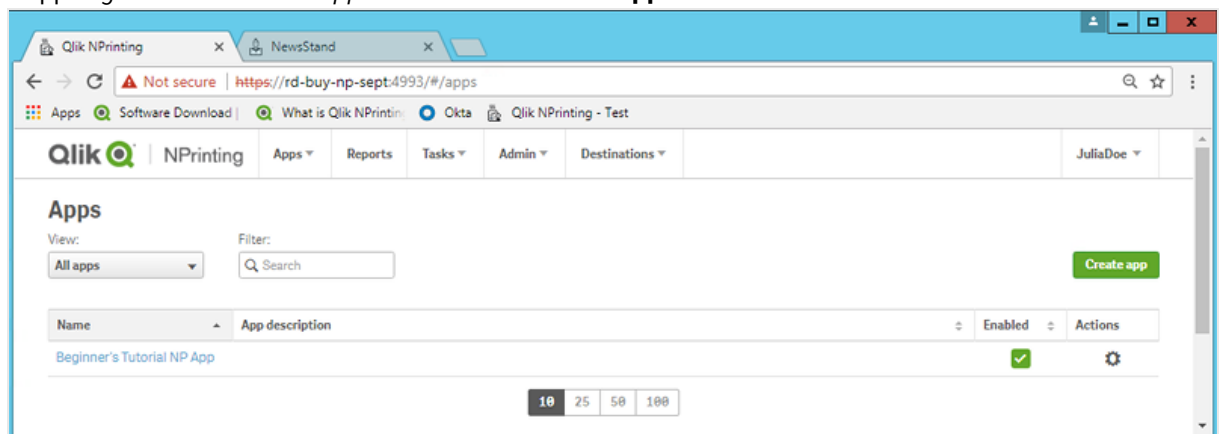 Qlik NPrinting NewsStand
Not secure https://rd-buy-np-sept:4993/#/apps
Apps Software Download | What is Qlik NPrintin Okta Qlik NPrinting - Test
Qlik NPrinting Apps Reports Tasks Admin Destinations JuliaDoe
Apps
View: Filter:
All apps Search Create app
Name App description Enabled Actions
Beginner's Tutorial NP App
10 25 50 100